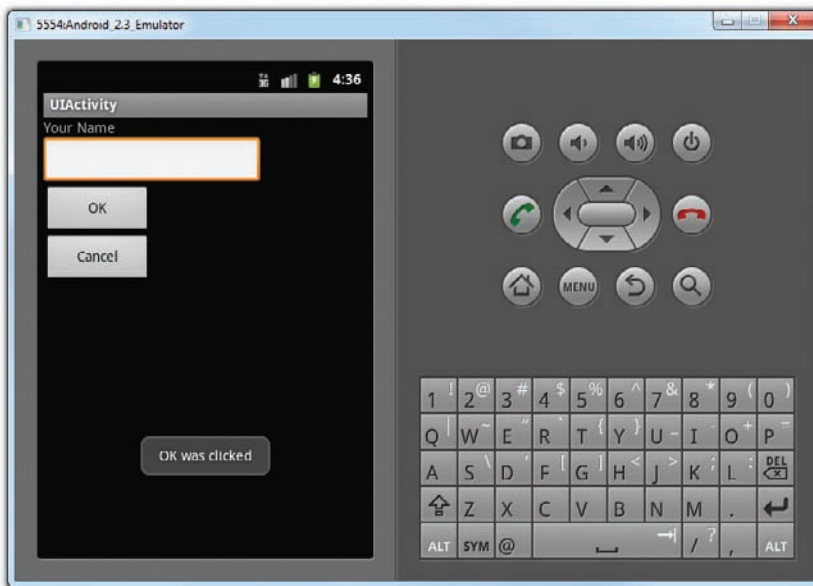 5554:Android_2.3_Emulator
3G 4:36
UIActivity
Your Name
OK
Cancel
OK was clicked
MENU
1 ! 2 @ 3 # 4 $ 5 % 6 ^ 7 & 8 * 9 ( 0 )
Q | W ~ E " R ` T { Y } U _ I - O + P =
A S \ D ' F [ G ] H < J > K ; L : DEL
Z X C V B N M .
ALT SYM @ / ? , ALT